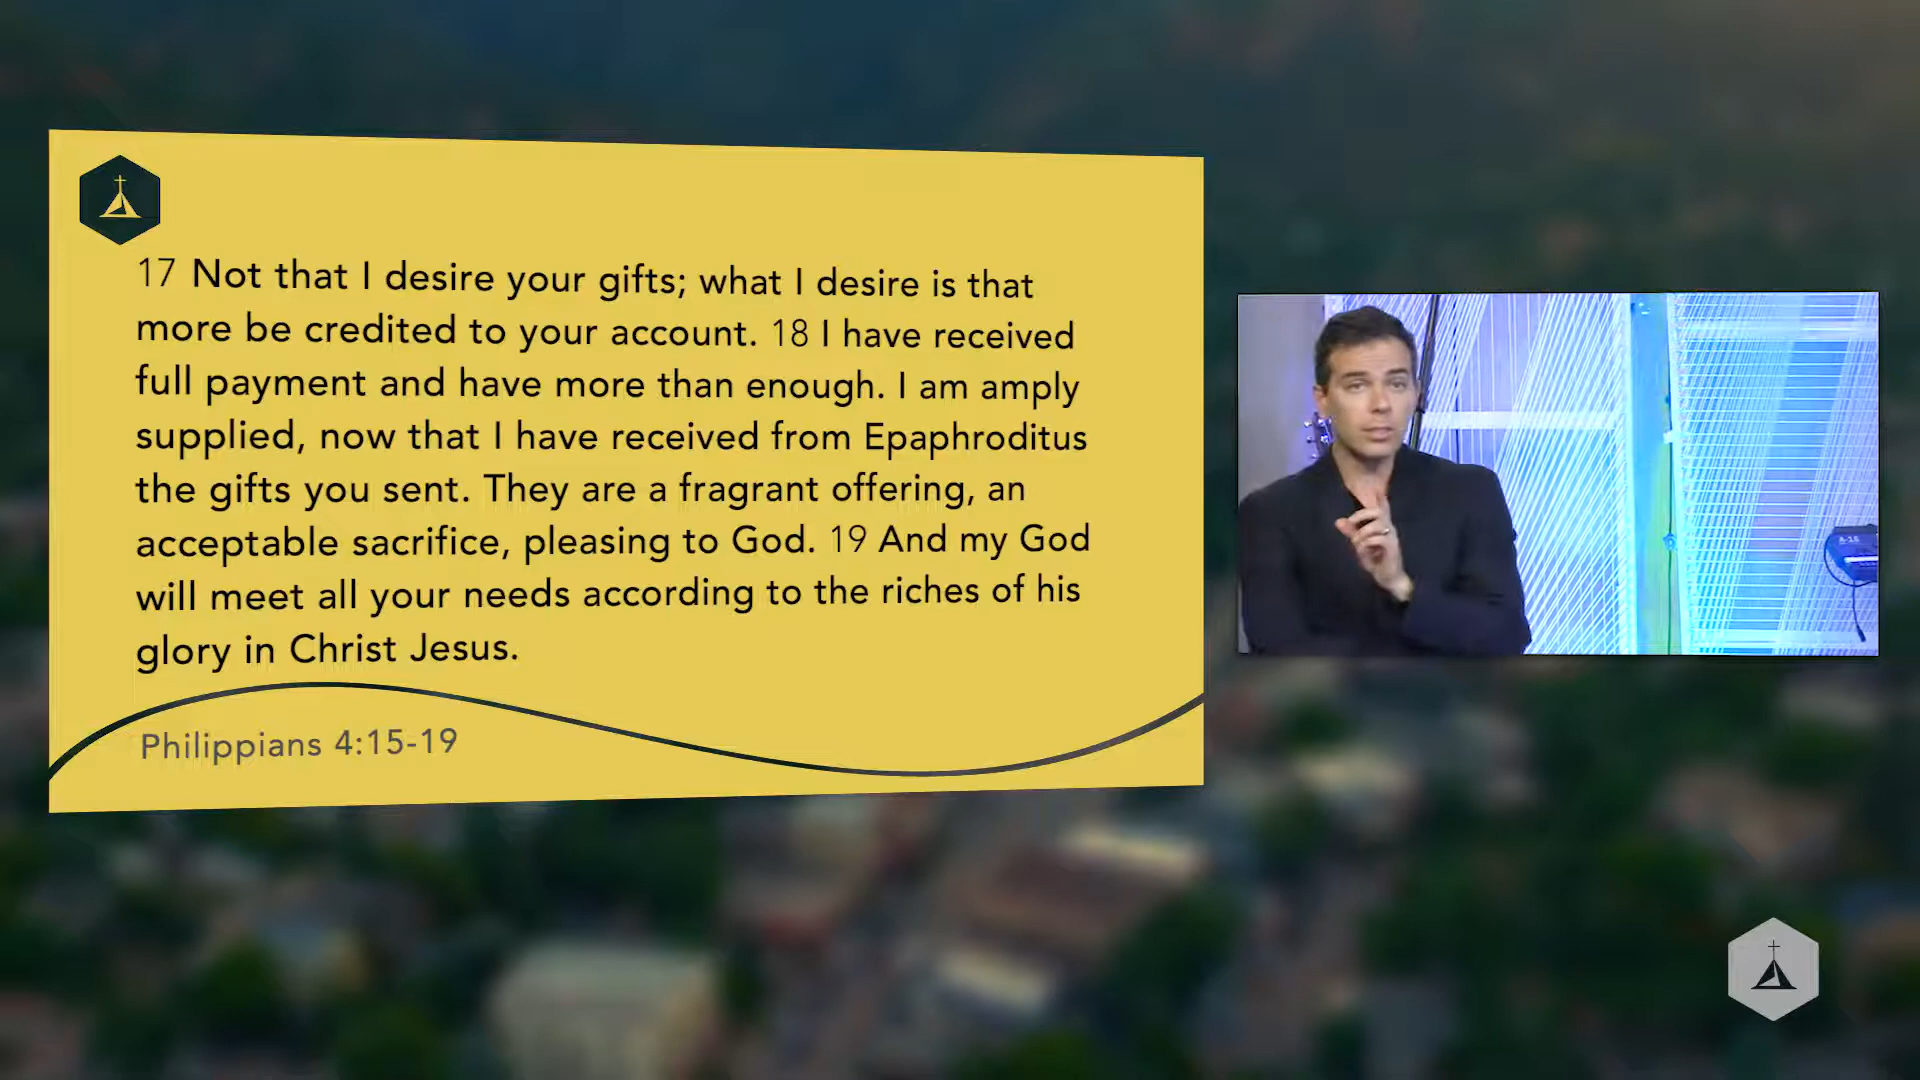 17 Not that I desire your gifts; what I desire is that
more be credited to your account. 18 I have received
full payment and have more than enough. I am amply
supplied, now that I have received from Epaphroditus
the gifts you sent. They are a fragrant offering, an
acceptable sacrifice, pleasing to God. 19 And my God
will meet all your needs according to the riches of his
glory in Christ Jesus.
Philippians 4:15-19